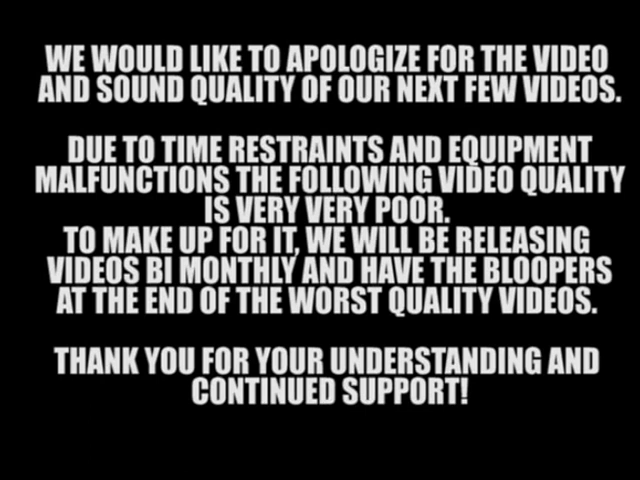 WE WOULD LIKE TO APOLOGIZE FOR THE VIDEO
AND SOUND QUALITY OF OUR NEXT FEW VIDEOS.
DUE TO TIME RESTRAINTS AND EQUIPMENT
MALFUNCTIONS THE FOLLOWING VIDEO QUALITY
IS VERY VERY POOR.
TO MAKE UP FOR IT, WE WILL BE RELEASING
VIDEOS BI MONTHLY AND HAVE THE BLOOPERS
AT THE END OF THE WORST QUALITY VIDEOS.
THANK YOU FOR YOUR UNDERSTANDING AND
CONTINUED SUPPORT!